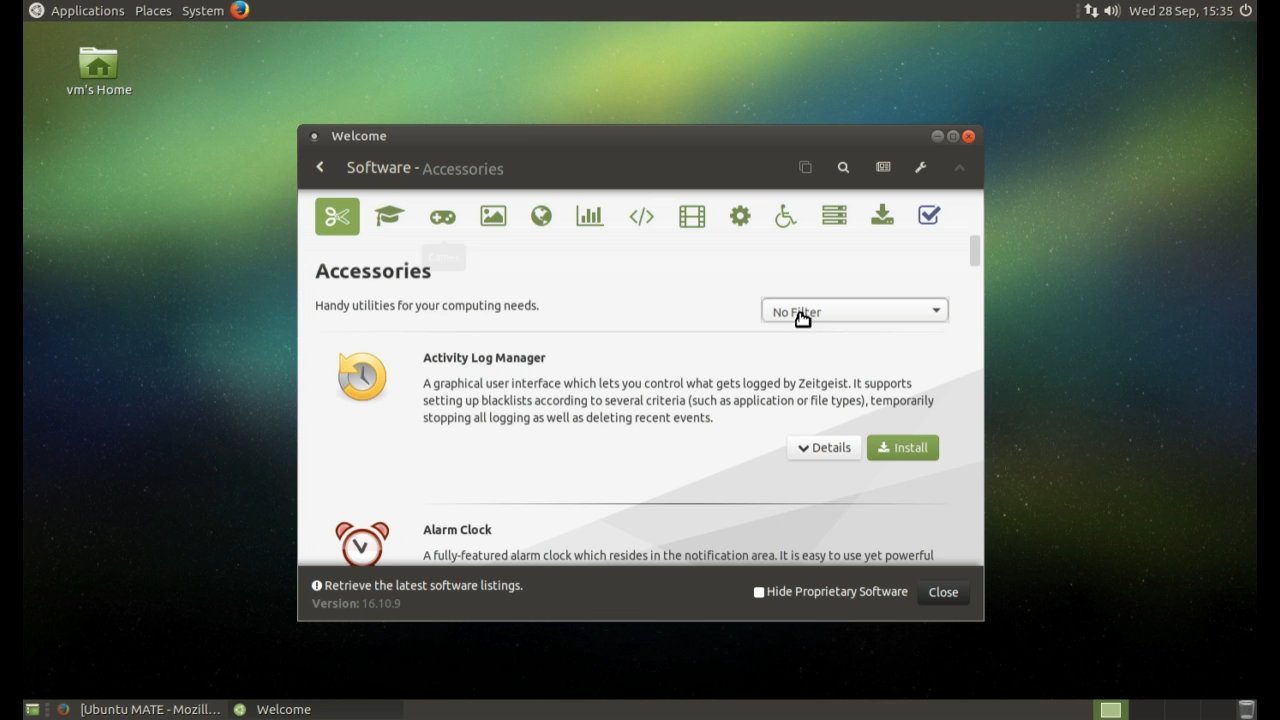 Applications Places System
Wed 28 Sep, 15:35
vm's Home
Welcome
Software - Accessories
Accessories
Handy utilities for your computing needs.
No Filter
Activity Log Manager
A graphical user interface which lets you control what gets logged by Zeitgeist. It supports
setting up blacklists according to several criteria (such as application or file types), temporarily
stopping all logging as well as deleting recent events.
Details
Install
Alarm Clock
A fully-featured alarm clock which resides in the notification area. It is easy to use yet powerful
Retrieve the latest software listings.
Hide Proprietary Software
Close
Version: 16.10.9
[Ubuntu MATE - Mozill...
Welcome